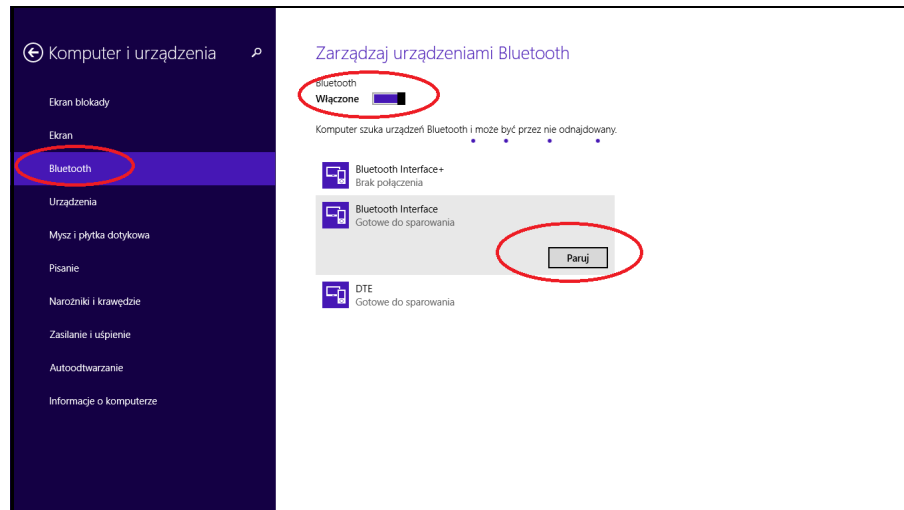 Komputer i urządzenia
Ekran blokady
Ekran
Bluetooth
Urządzenia
Mysz i płytka dotykowa
Pisanie
Narożniki i krawędzie
Zasilanie i uśpienie
Autoodtwarzanie
Informacje o komputerze
Zarządzaj urządzeniami Bluetooth
Bluetooth
Włączone
Komputer szuka urządzeń Bluetooth i może być przez nie odnajdowany.
Bluetooth Interface+
Brak połączenia
Bluetooth Interface
Gotowe do sparowania
Paruj
DTE
Gotowe do sparowania